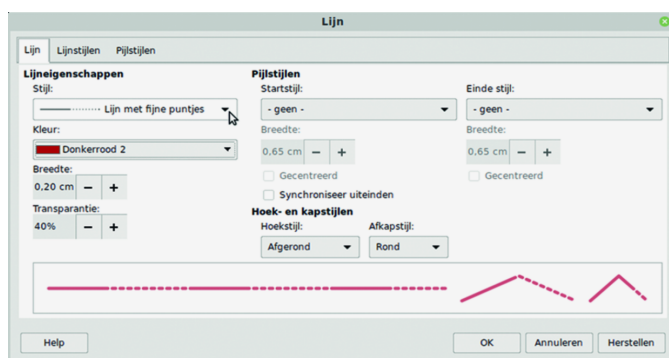 Lijn
Lijn Lijnstijlen Pijlstijlen
Lijneigenschappen
Stijl:
Lijn met fijne puntjes
Kleur:
Donkerrood 2
Breedte:
0,20 cm − +
Transparantie:
40% − +
Pijlstijlen
Startstijl:
- geen -
Breedte:
0,65 cm − +
Gecentreerd
Synchroniseer uiteinden
Einde stijl:
- geen -
Breedte:
0,65 cm − +
Gecentreerd
Hoek- en kapstijlen
Hoekstijl:
Afgerond
Afkapstijl:
Rond
Help
OK
Annuleren
Herstellen